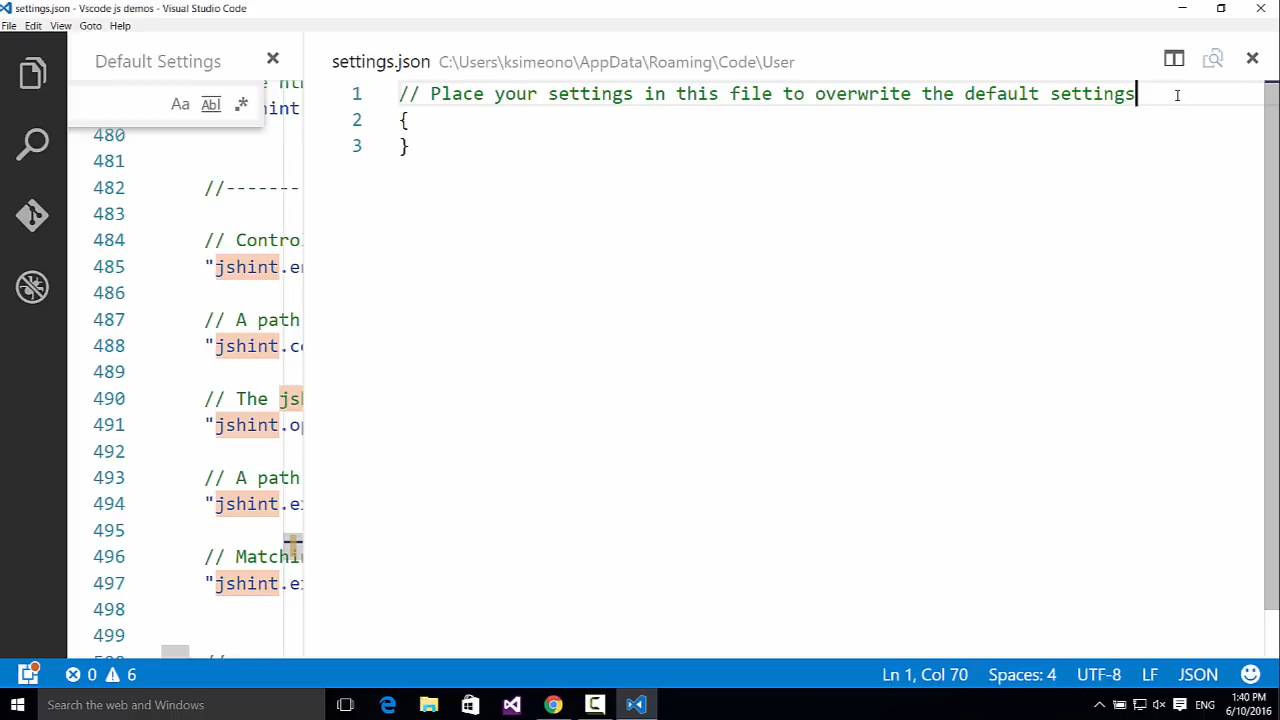 settings.json - Vscode js demos - Visual Studio Code
File Edit View Goto Help
Default Settings
settings.json C:\Users\ksimeono\AppData\Roaming\Code\User
Aa Abl .*
480
481
482 //-------
483
484 // Contro
485 "jshint.e
486
487 // A path
488 "jshint.c
489
490 // The js
491 "jshint.o
492
493 // A path
494 "jshint.e
495
496 // Matchi
497 "jshint.e
498
499
1 // Place your settings in this file to overwrite the default settings
2 {
3 }
0 6 Ln 1, Col 70 Spaces: 4 UTF-8 LF JSON
Search the web and Windows
ENG 1:40 PM
6/10/2016